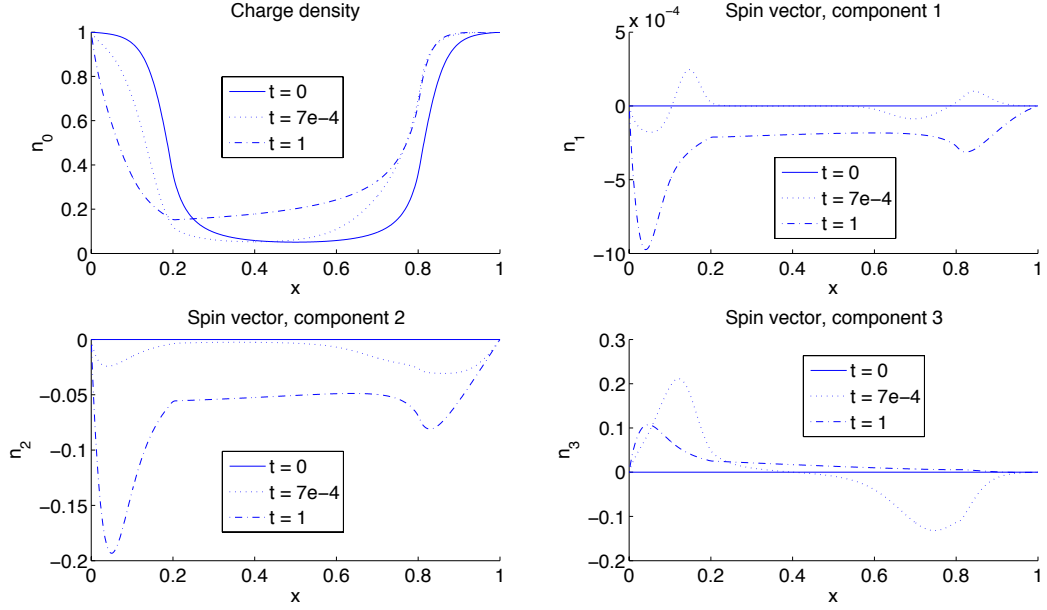 Charge density
1
0.8
0.6
0.4
0.2
0
n0
t = 0
t = 7e−4
t = 1
0 0.2 0.4 0.6 0.8 1
x
x 10−4
Spin vector, component 1
5
0
−5
−10
n1
t = 0
t = 7e−4
t = 1
0 0.2 0.4 0.6 0.8 1
x
Spin vector, component 2
0
−0.05
−0.1
−0.15
−0.2
n2
t = 0
t = 7e−4
t = 1
0 0.2 0.4 0.6 0.8 1
x
Spin vector, component 3
0.3
0.2
0.1
0
−0.1
−0.2
n3
t = 0
t = 7e−4
t = 1
0 0.2 0.4 0.6 0.8 1
x